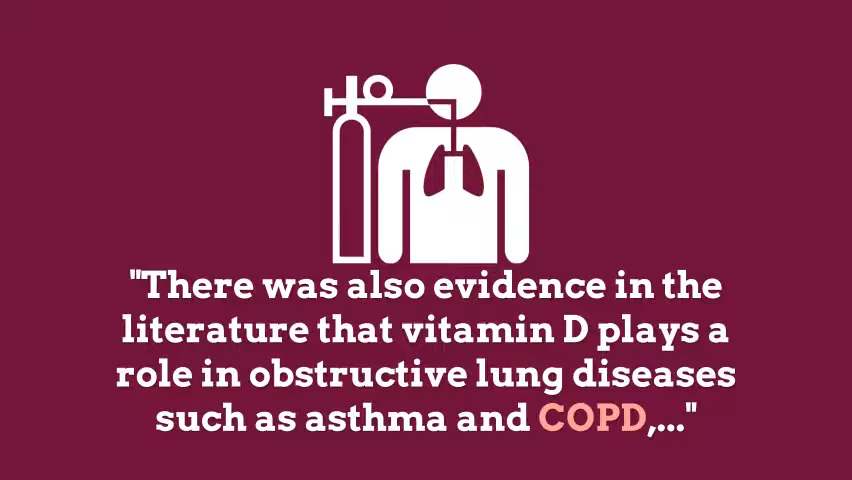 "There was also evidence in the
literature that vitamin D plays a
role in obstructive lung diseases
such as asthma and COPD,..."